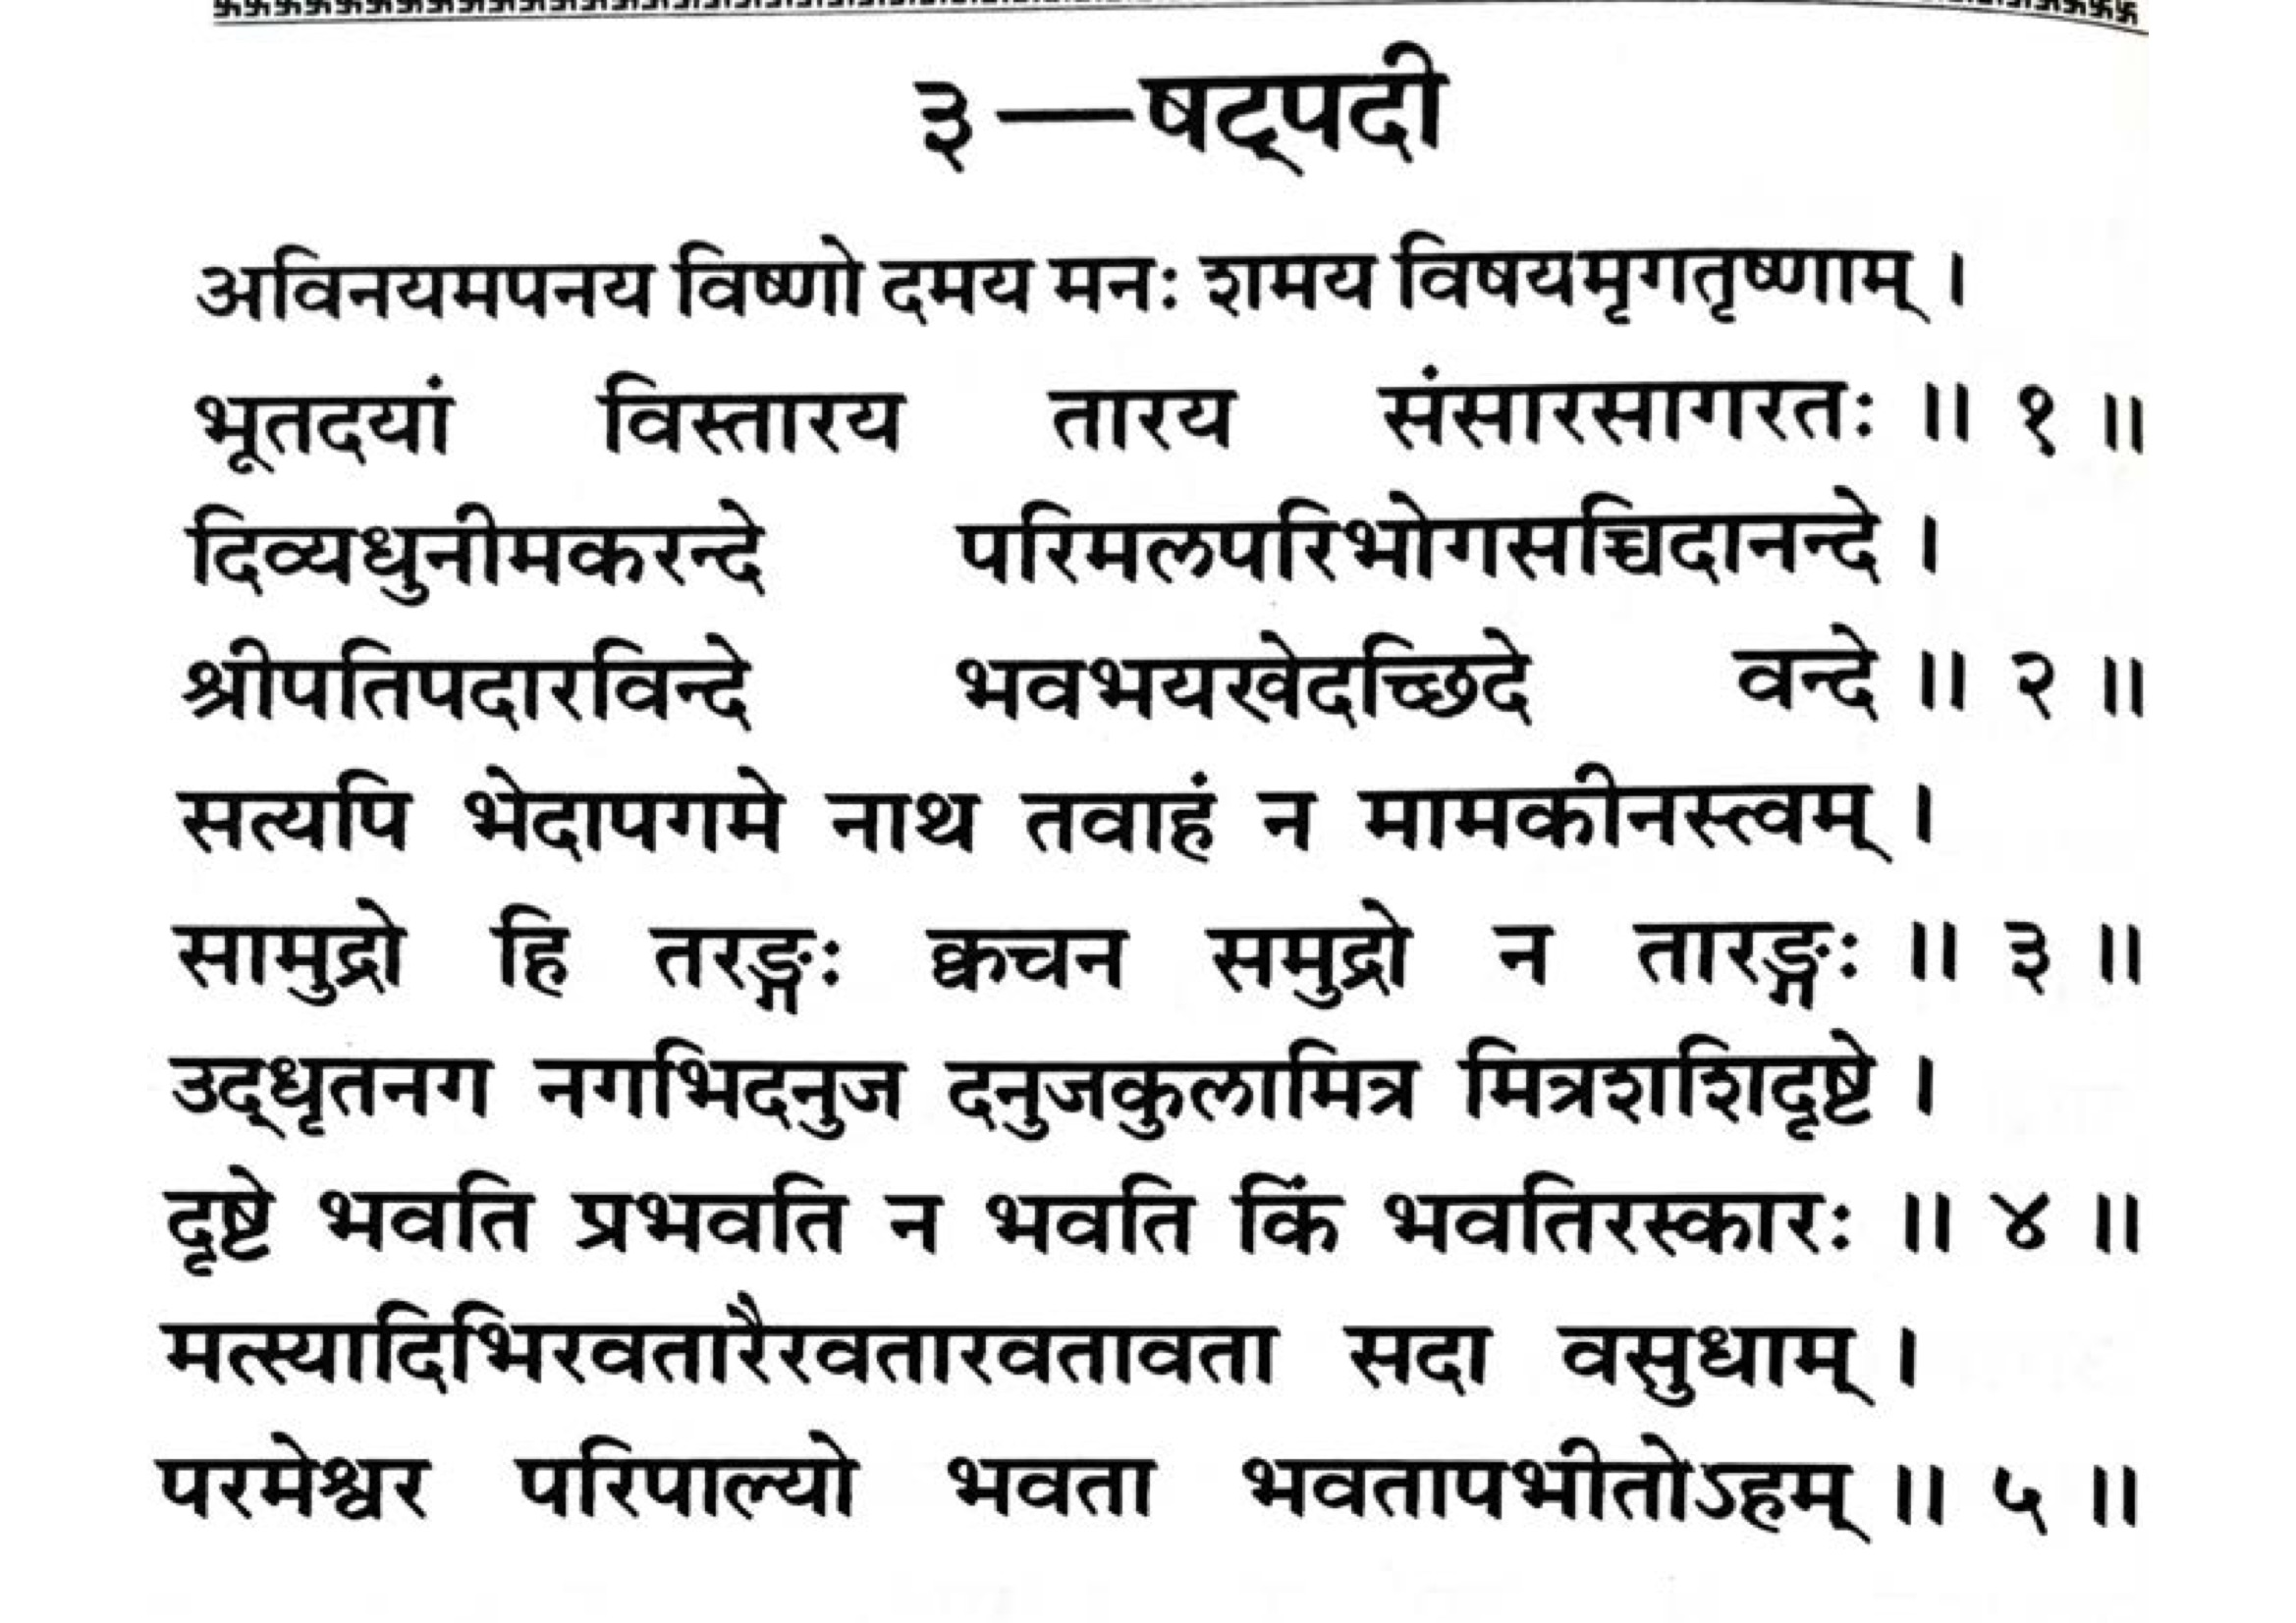 ३—षट्पदी
अविनयमपनय विष्णो दमय मनः शमय विषयमृगतृष्णाम् ।
भूतदयां विस्तारय तारय संसारसागरतः ॥ १ ॥
दिव्यधुनीमकरन्दे परिमलपरिभोगसच्चिदानन्दे ।
श्रीपतिपदारविन्दे भवभयखेदच्छिदे वन्दे ॥ २ ॥
सत्यपि भेदापगमे नाथ तवाहं न मामकीनस्त्वम् ।
सामुद्रो हि तरङ्गः क्वचन समुद्रो न तारङ्गः ॥ ३ ॥
उद्‌धृतनग नगभिदनुज दनुजकुलामित्र मित्रशशिदृष्टे ।
दृष्टे भवति प्रभवति न भवति किं भवतिरस्कारः ॥ ४ ॥
मत्स्यादिभिरवतारैरवतारवतावता सदा वसुधाम् ।
परमेश्वर परिपाल्यो भवता भवतापभीतोऽहम् ॥ ५ ॥